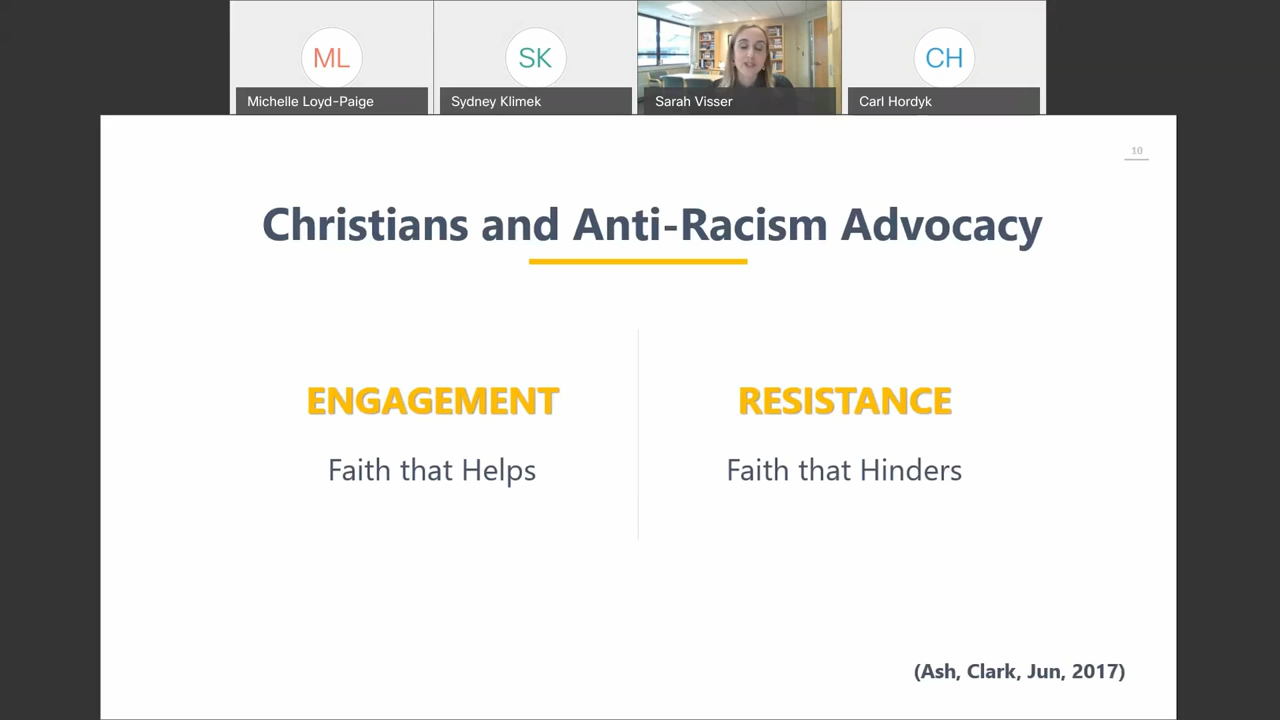 ML
SK
CH
Michelle Loyd-Paige
Sydney Klimek
Sarah Visser
Carl Hordyk
10
Christians and Anti-Racism Advocacy
ENGAGEMENT
Faith that Helps
RESISTANCE
Faith that Hinders
(Ash, Clark, Jun, 2017)